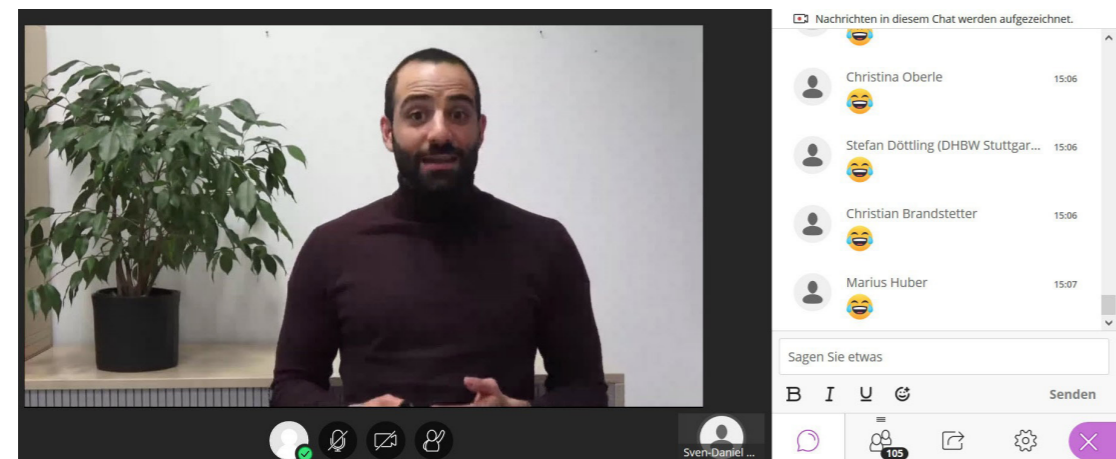 Nachrichten in diesem Chat werden aufgezeichnet.
Christina Oberle 15:06
Stefan Döttling (DHBW Stuttgar... 15:06
Christian Brandstetter 15:06
Marius Huber 15:07
Sagen Sie etwas
B I U Senden
Sven-Daniel ...
105